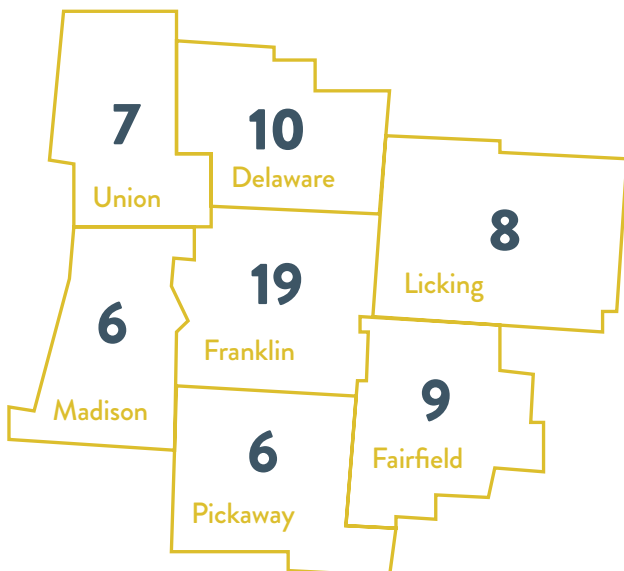 7
Union
10
Delaware
8
Licking
19
Franklin
6
Madison
9
Fairfield
6
Pickaway